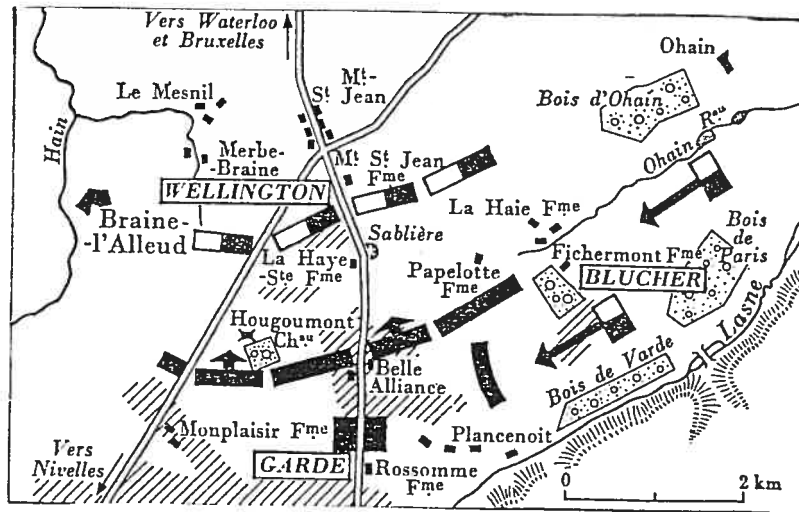 Vers Waterloo
et Bruxelles
Ohain
Le Mesnil
Mt-
St Jean
Bois d'Ohain
Rau
Ohain
Hain
Merbe-
Braine
Mt St Jean
Fme
WELLINGTON
La Haie Fme
Braine-
-l'Alleud
Sablière
Bois
de
Paris
La Haye
-Ste Fme
Papelotte
Fme
Fichermont Fme
BLUCHER
Lasne
Hougoumont
Chau
Belle
Alliance
Bois de Varde
Monplaisir Fme
Plancenoit
Vers
Nivelles
GARDE
Rossomme
Fme
0 2 km